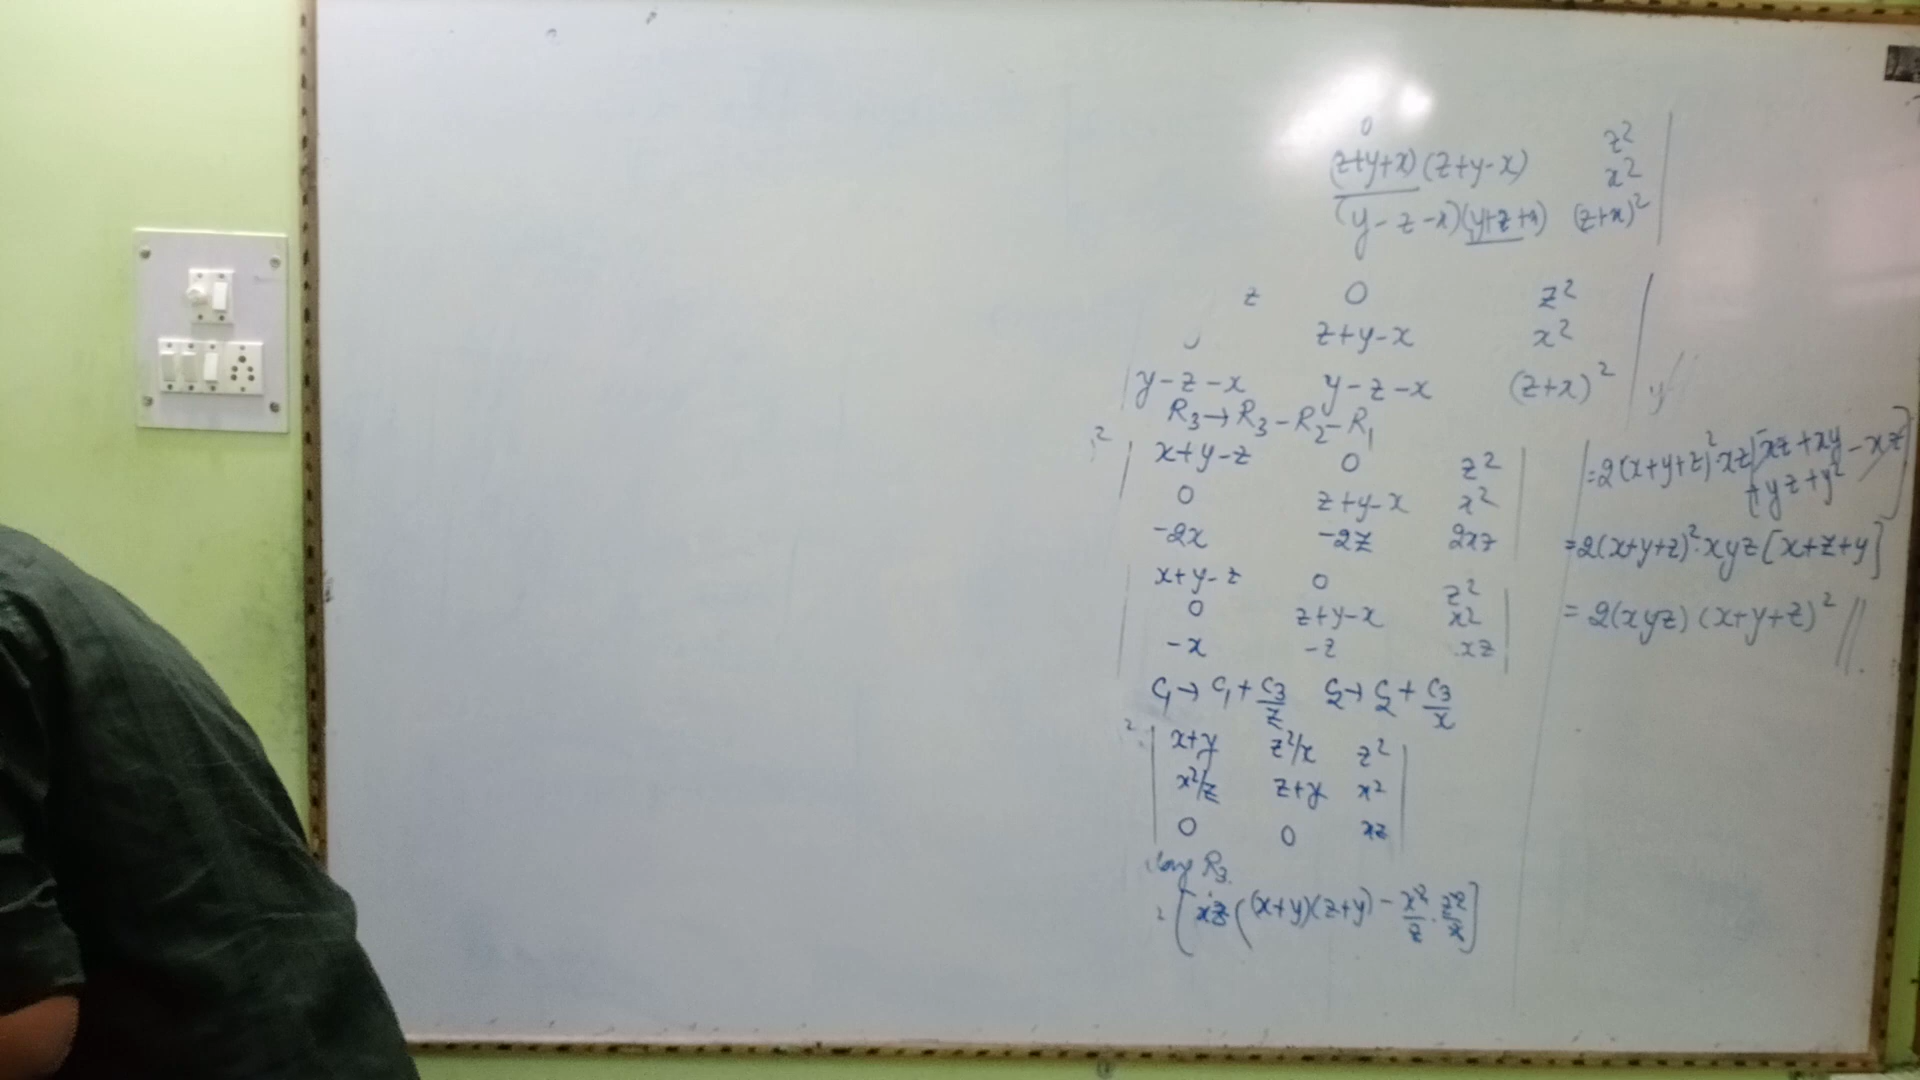 0 z²
(z+y+x)(z+y-x) x²
(y-z-x)(y+z+x) (z+x)²
z 0 z²
z+y-x x²
y-z-x y-z-x (z+x)²
R₃→R₃-R₂-R₁
x+y-z 0 z²
0 z+y-x x²
-2x -2z 2xz
x+y-z 0 z²
0 z+y-x x²
-x -z xz
C₁→C₁+C₃/z C₂→C₂+C₃/x
x+y z²/x z²
x²/z z+y x²
0 0 xz
R₃.
[xz((x+y)(z+y)-x²/z·z²/x]
=2(x+y+z)²·xz[xz+xy-xz
+yz+y²]
=2(x+y+z)²·xyz[x+z+y]
=2(xyz)(x+y+z)²//